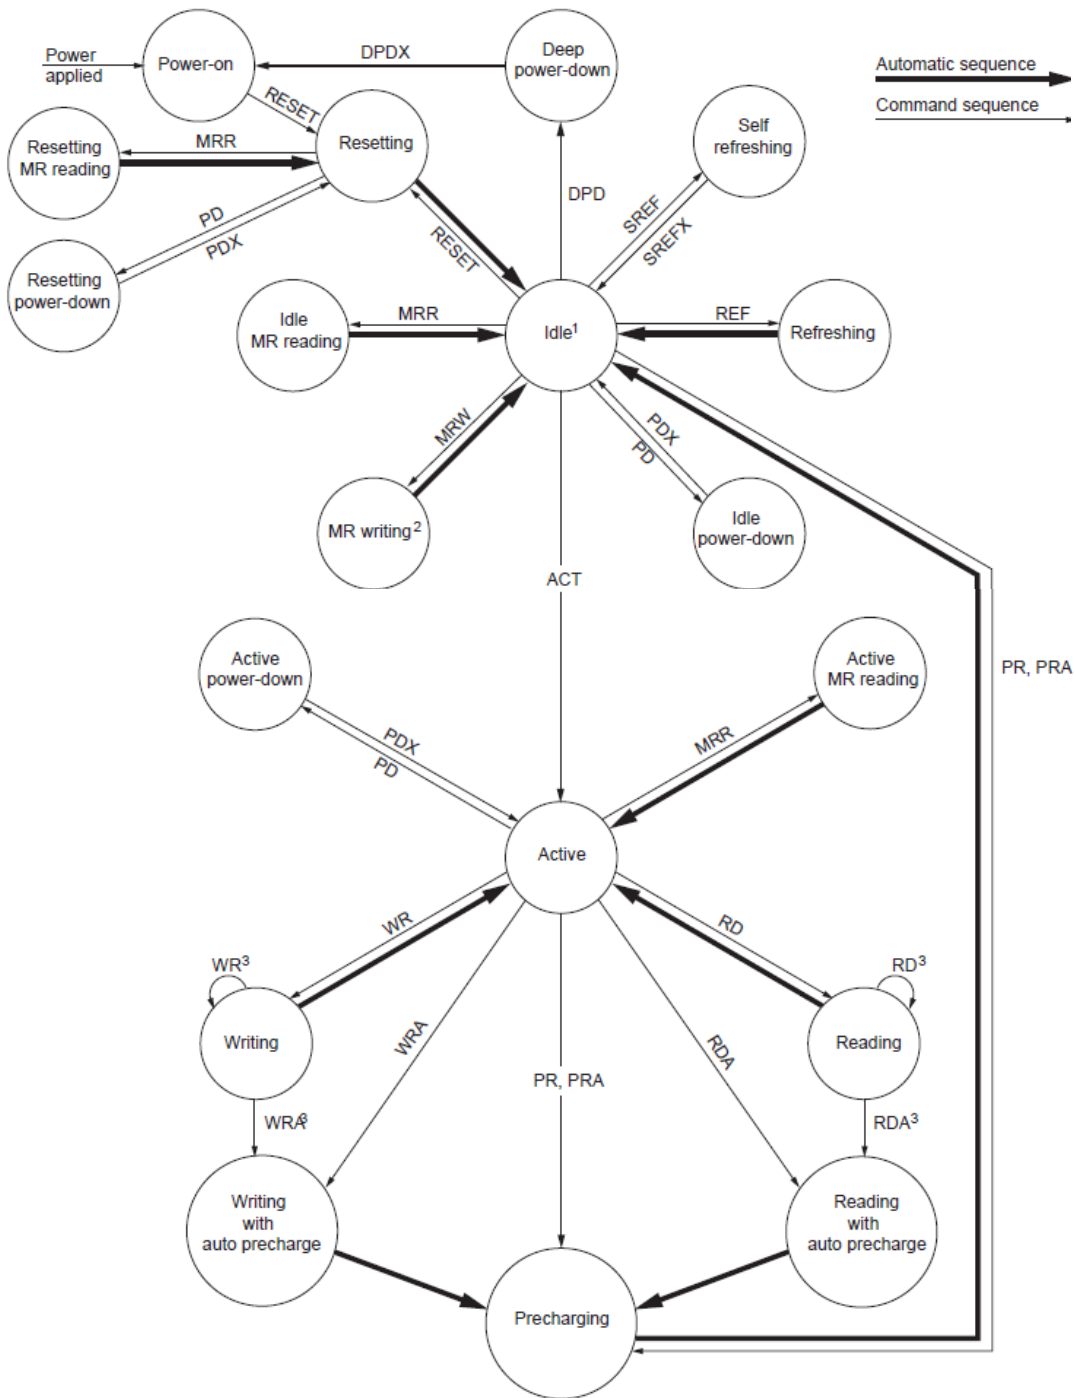 Power
applied
Power-on
DPDX
Deep
power-down
Automatic sequence
Command sequence
RESET
Resetting
MR reading
MRR
Resetting
Self
refreshing
DPD
PD
PDX
RESET
SREF
SREFX
Resetting
power-down
Idle
MR reading
MRR
Idle1
REF
Refreshing
MRW
PDX
PD
MR writing2
Idle
power-down
ACT
Active
power-down
Active
MR reading
PR, PRA
PDX
PD
MRR
Active
WR
RD
WR3
RD3
Writing
WRA
RDA
Reading
PR, PRA
WRA3
RDA3
Writing
with
auto precharge
Reading
with
auto precharge
Precharging